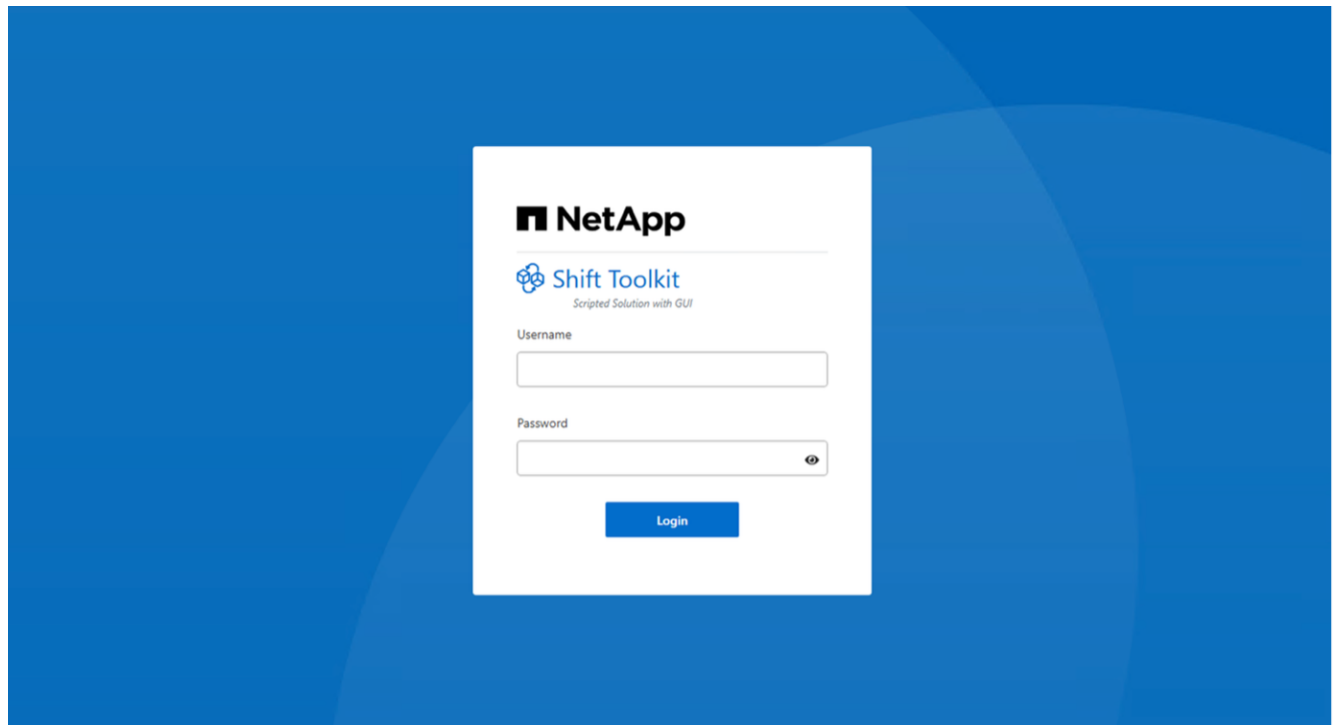 NetApp
Shift Toolkit
Scripted Solution with GUI
Username
Password
Login